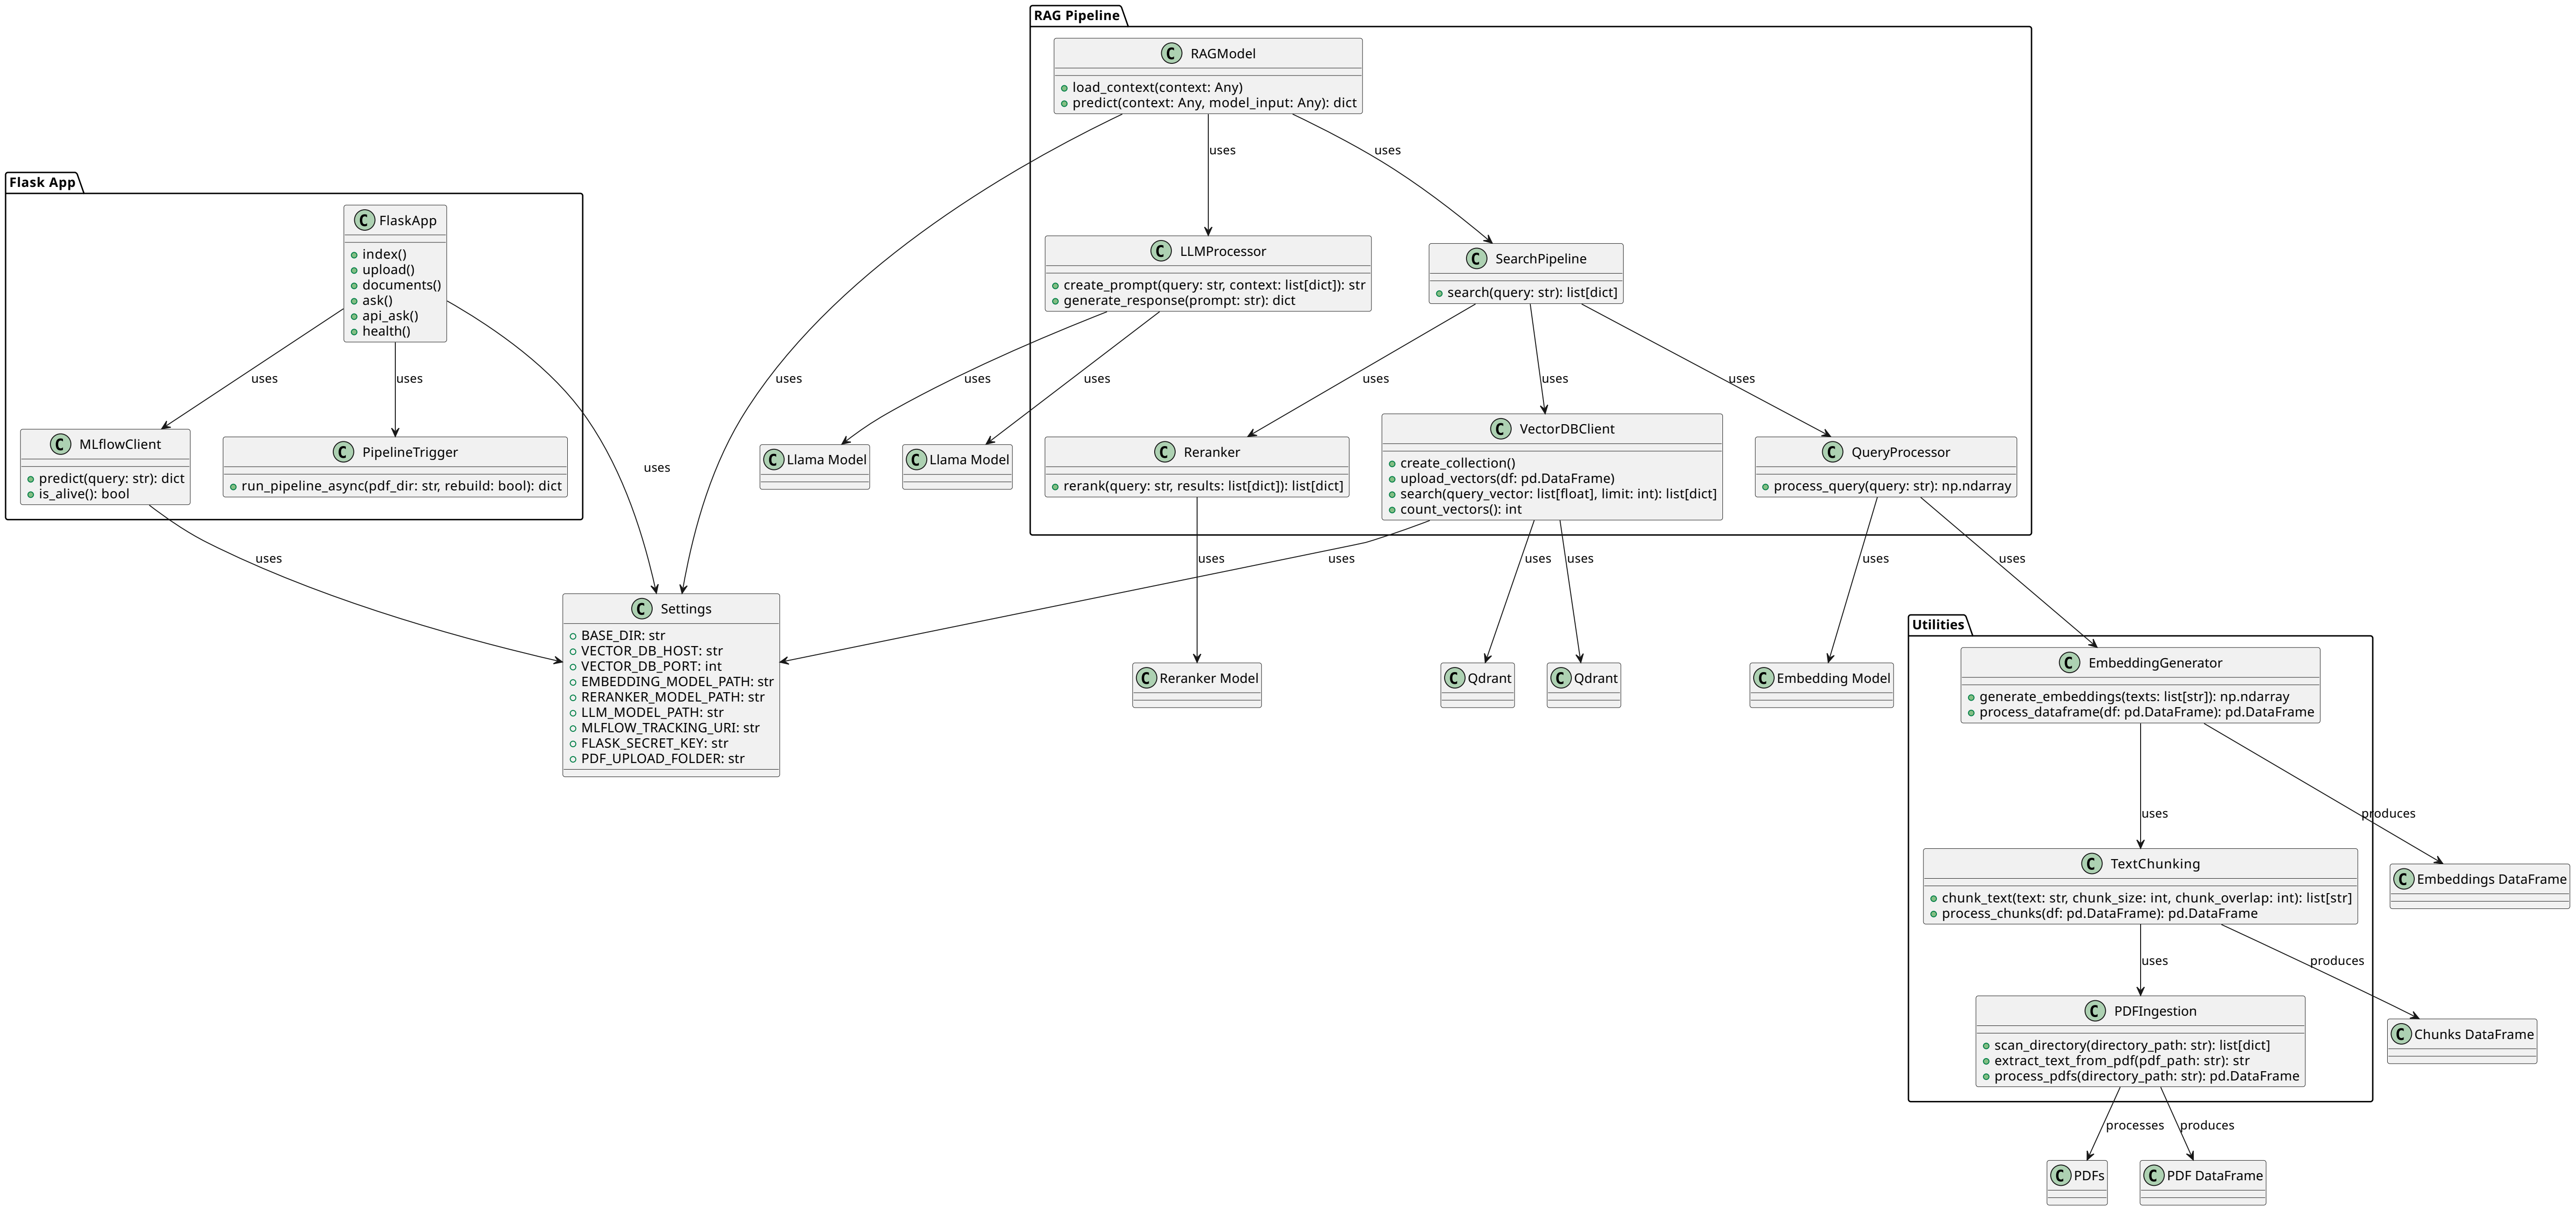 RAG Pipeline
C RAGModel
load_context(context: Any)
predict(context: Any, model_input: Any): dict
uses
uses
uses
Flask App
C FlaskApp
index()
upload()
documents()
ask()
api_ask()
health()
uses
uses
uses
C LLMProcessor
create_prompt(query: str, context: list[dict]): str
generate_response(prompt: str): dict
C SearchPipeline
search(query: str): list[dict]
uses
uses
uses
uses
uses
C MLflowClient
predict(query: str): dict
is_alive(): bool
C PipelineTrigger
run_pipeline_async(pdf_dir: str, rebuild: bool): dict
C Llama Model
C Llama Model
C Reranker
rerank(query: str, results: list[dict]): list[dict]
C VectorDBClient
create_collection()
upload_vectors(df: pd.DataFrame)
search(query_vector: list[float], limit: int): list[dict]
count_vectors(): int
C QueryProcessor
process_query(query: str): np.ndarray
uses
uses
uses
uses
uses
uses
uses
C Settings
BASE_DIR: str
VECTOR_DB_HOST: str
VECTOR_DB_PORT: int
EMBEDDING_MODEL_PATH: str
RERANKER_MODEL_PATH: str
LLM_MODEL_PATH: str
MLFLOW_TRACKING_URI: str
FLASK_SECRET_KEY: str
PDF_UPLOAD_FOLDER: str
C Reranker Model
C Qdrant
C Qdrant
C Embedding Model
Utilities
C EmbeddingGenerator
generate_embeddings(texts: list[str]): np.ndarray
process_dataframe(df: pd.DataFrame): pd.DataFrame
uses
produces
C TextChunking
chunk_text(text: str, chunk_size: int, chunk_overlap: int): list[str]
process_chunks(df: pd.DataFrame): pd.DataFrame
C Embeddings DataFrame
uses
produces
C PDFIngestion
scan_directory(directory_path: str): list[dict]
extract_text_from_pdf(pdf_path: str): str
process_pdfs(directory_path: str): pd.DataFrame
C Chunks DataFrame
processes
produces
C PDFs
C PDF DataFrame